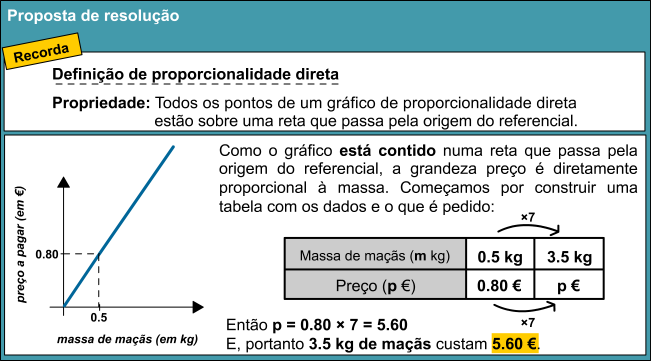 Proposta de resolução
Recorda
Definição de proporcionalidade direta
Propriedade: Todos os pontos de um gráfico de proporcionalidade direta
estão sobre uma reta que passa pela origem do referencial.
preço a pagar (em €)
0.80
0.5
massa de maçãs (em kg)
Como o gráfico está contido numa reta que passa pela
origem do referencial, a grandeza preço é diretamente
proporcional à massa. Começamos por construir uma
tabela com os dados e o que é pedido:
×7
Massa de maçãs (m kg) 0.5 kg 3.5 kg
Preço (p €) 0.80 € p €
×7
Então p = 0.80 × 7 = 5.60
E, portanto 3.5 kg de maçãs custam 5.60 €.